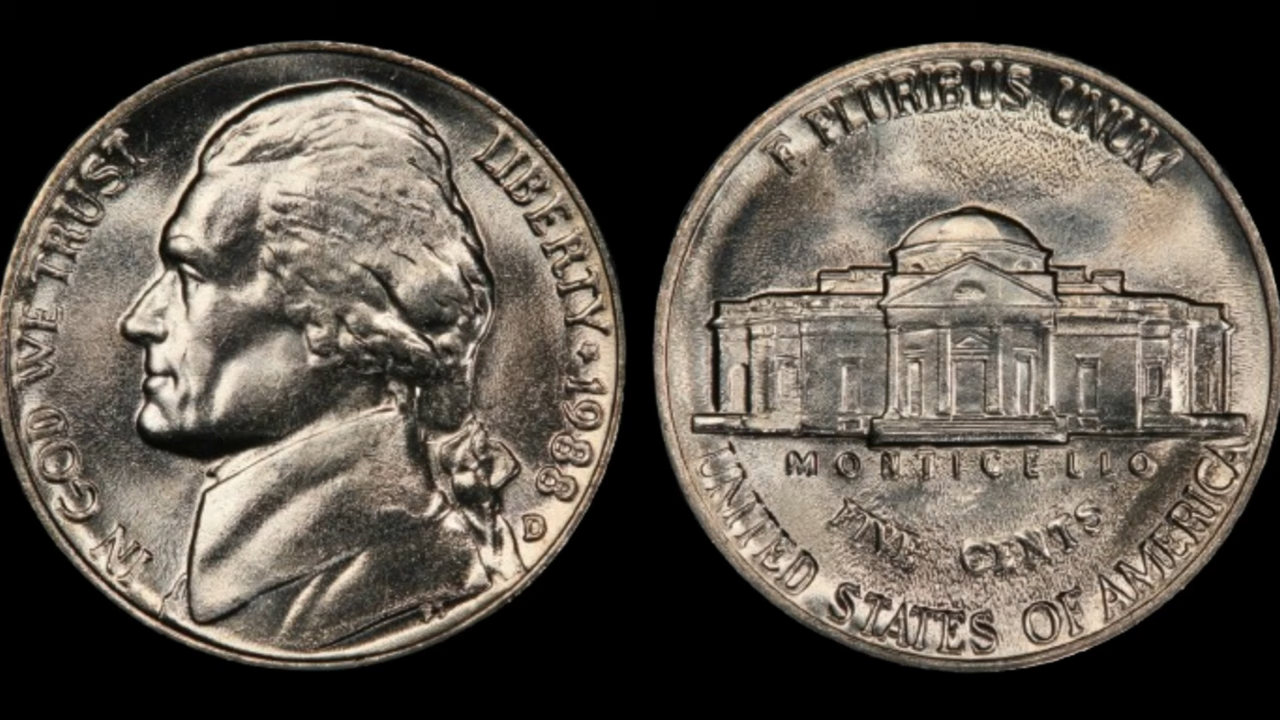 IN GOD WE TRUST
LIBERTY ★ 1988
D
E PLURIBUS UNUM
MONTICELLO
FIVE CENTS
UNITED STATES OF AMERICA